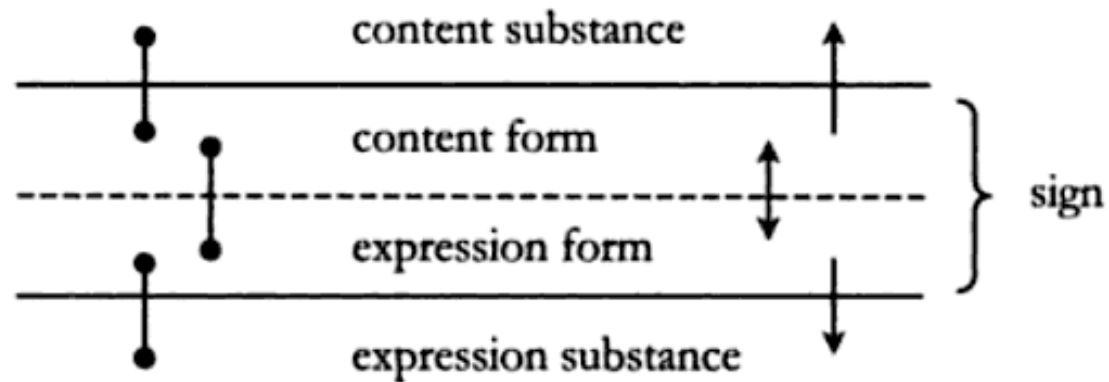 content substance
content form
sign
expression form
expression substance